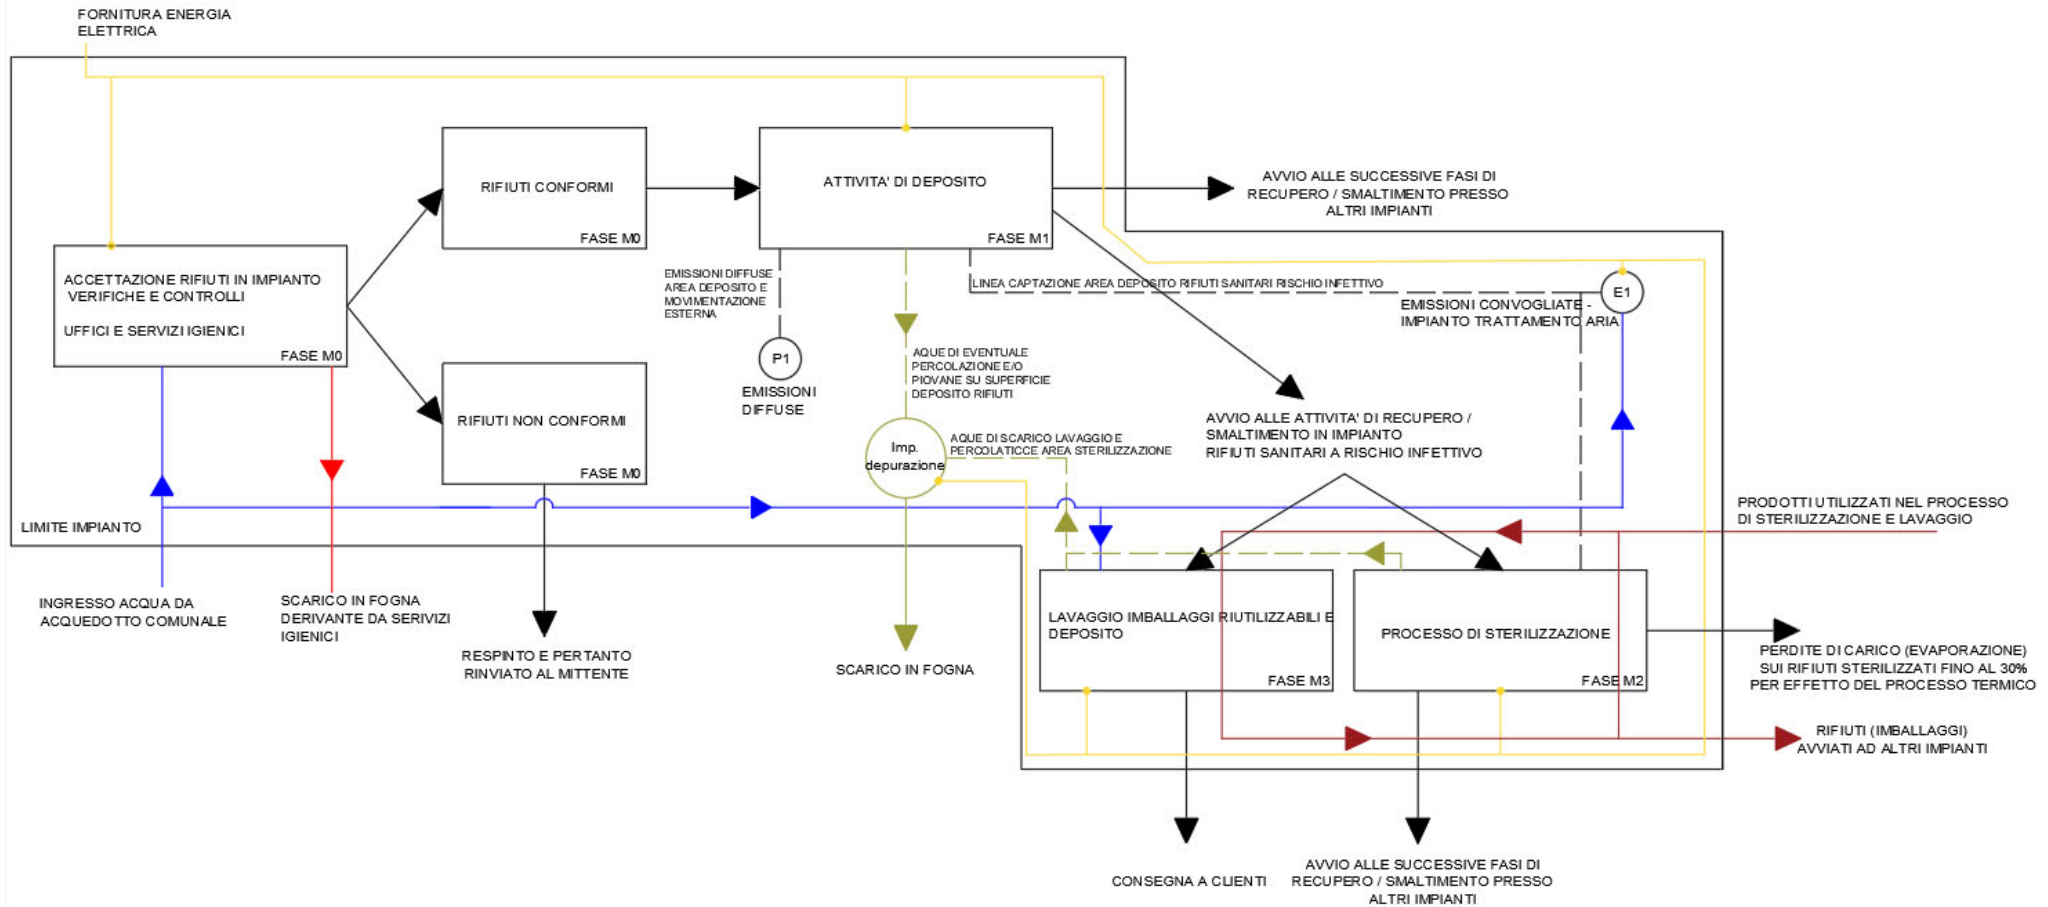 FORNITURA ENERGIA
ELETTRICA
RIFIUTI CONFORMI
FASE M0
ATTIVITA' DI DEPOSITO
FASE M1
AVVIO ALLE SUCCESSIVE FASI DI
RECUPERO / SMALTIMENTO PRESSO
ALTRI IMPIANTI
ACCETTAZIONE RIFIUTI IN IMPIANTO
VERIFICHE E CONTROLLI
UFFICI E SERVIZI IGIENICI
FASE M0
EMISSIONI DIFFUSE
AREA DEPOSITO E
MOVIMENTAZIONE
ESTERNA
LINEA CAPTAZIONE AREA DEPOSITO RIFIUTI SANITARI RISCHIO INFETTIVO
E1
EMISSIONI CONVOGLIATE -
IMPIANTO TRATTAMENTO ARIA
P1
EMISSIONI
DIFFUSE
AQUE DI EVENTUALE
PERCOLAZIONE E/O
PIOVANE SU SUPERFICIE
DEPOSITO RIFIUTI
RIFIUTI NON CONFORMI
FASE M0
Imp.
depurazione
AQUE DI SCARICO LAVAGGIO E
PERCOLATICCE AREA STERILIZZAZIONE
AVVIO ALLE ATTIVITA' DI RECUPERO /
SMALTIMENTO IN IMPIANTO
RIFIUTI SANITARI A RISCHIO INFETTIVO
LIMITE IMPIANTO
PRODOTTI UTILIZZATI NEL PROCESSO
DI STERILIZZAZIONE E LAVAGGIO
INGRESSO ACQUA DA
ACQUEDOTTO COMUNALE
SCARICO IN FOGNA
DERIVANTE DA SERIVIZI
IGIENICI
RESPINTO E PERTANTO
RINVIATO AL MITTENTE
SCARICO IN FOGNA
LAVAGGIO IMBALLAGGI RIUTILIZZABILI E
DEPOSITO
FASE M3
PROCESSO DI STERILIZZAZIONE
FASE M2
PERDITE DI CARICO (EVAPORAZIONE)
SUI RIFIUTI STERILIZZATI FINO AL 30%
PER EFFETTO DEL PROCESSO TERMICO
RIFIUTI (IMBALLAGGI)
AVVIATI AD ALTRI IMPIANTI
CONSEGNA A CLIENTI
AVVIO ALLE SUCCESSIVE FASI DI
RECUPERO / SMALTIMENTO PRESSO
ALTRI IMPIANTI